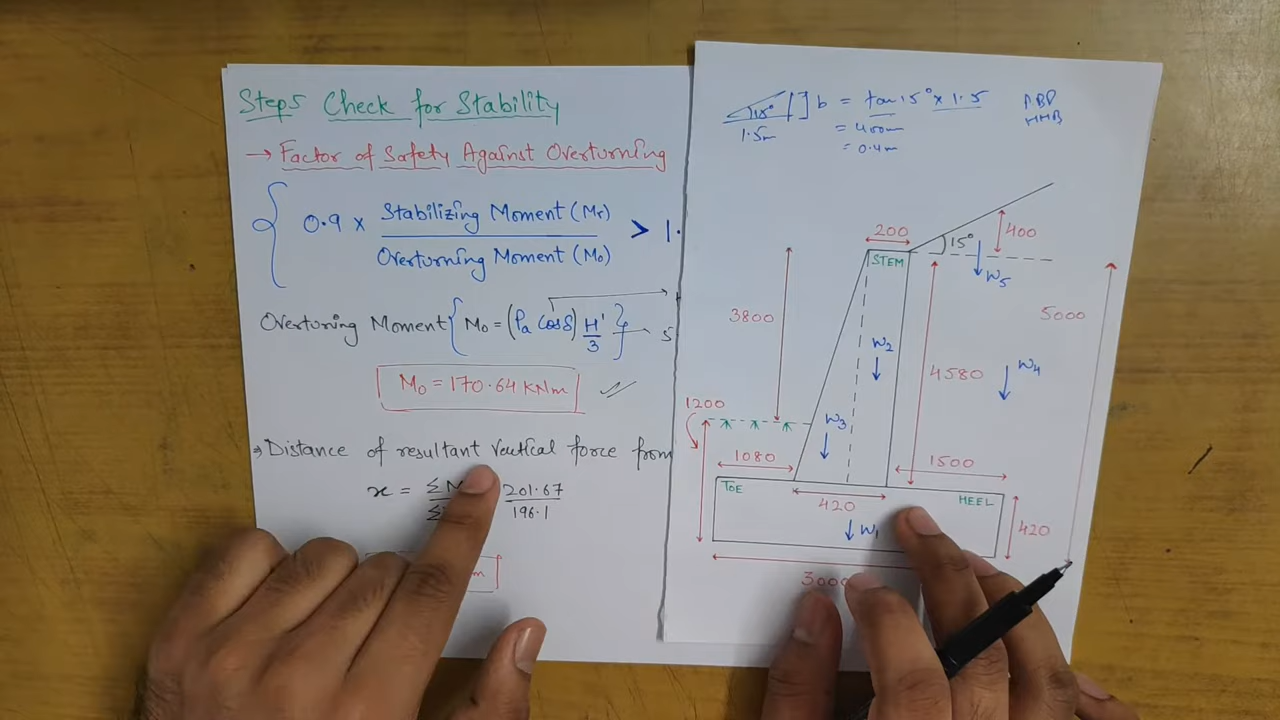 Step5 Check for Stability
→ Factor of Safety Against Overturning
0.9 × Stabilizing Moment (Mr)
Overturning Moment (Mo)
> 1.
Overturning Moment { Mo = (Pa cosδ) H'/3 }
Mo = 170.64 KNm
⇒ Distance of resultant Vertical force from
x =
201.67
196.1
m
15°
1.5m
b = tan 15° × 1.5
= 400mm
= 0.4m
200
15°
400
STEM
W5
3800
5000
W2
4580
W4
1200
W3
1080
1500
TOE
HEEL
420
420
W1
3000